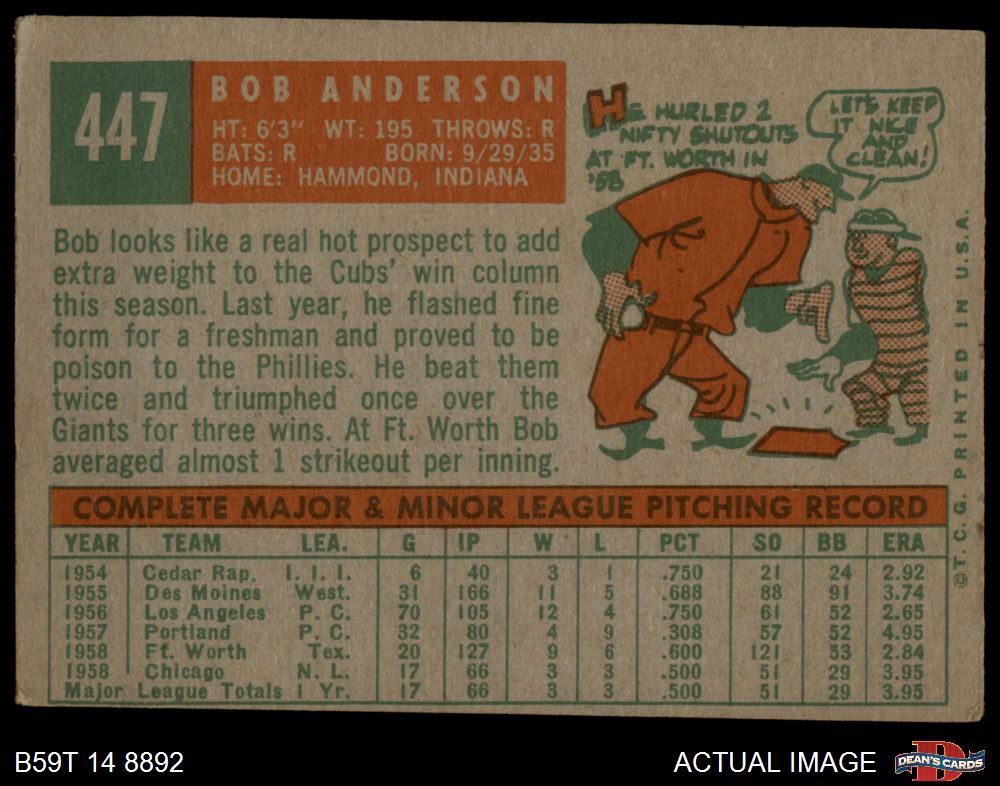 447
BOB ANDERSON
HT: 6'3" WT: 195 THROWS: R
BATS: R BORN: 9/29/35
HOME: HAMMOND, INDIANA
HE HURLED 2
NIFTY SHUTOUTS
AT FT. WORTH IN
'58
LET'S KEEP
IT NICE
AND
CLEAN!
Bob looks like a real hot prospect to add
extra weight to the Cubs' win column
this season. Last year, he flashed fine
form for a freshman and proved to be
poison to the Phillies. He beat them
twice and triumphed once over the
Giants for three wins. At Ft. Worth Bob
averaged almost 1 strikeout per inning.
©T. C. G. PRINTED IN U.S.A.
COMPLETE MAJOR & MINOR LEAGUE PITCHING RECORD
YEAR TEAM LEA. G IP W L PCT SO BB ERA
1954 Cedar Rap. I. I. I. 6 40 3 1 .750 21 24 2.92
1955 Des Moines West. 31 166 11 5 .688 88 91 3.74
1956 Los Angeles P. C. 70 105 12 4 .750 61 52 2.65
1957 Portland P. C. 32 80 4 9 .308 57 52 4.95
1958 Ft. Worth Tex. 20 127 9 6 .600 121 53 2.84
1958 Chicago N. L. 17 66 3 3 .500 51 29 3.95
Major League Totals 1 Yr. 17 66 3 3 .500 51 29 3.95
B59T 14 8892
ACTUAL IMAGE
D
DEAN'S CARDS